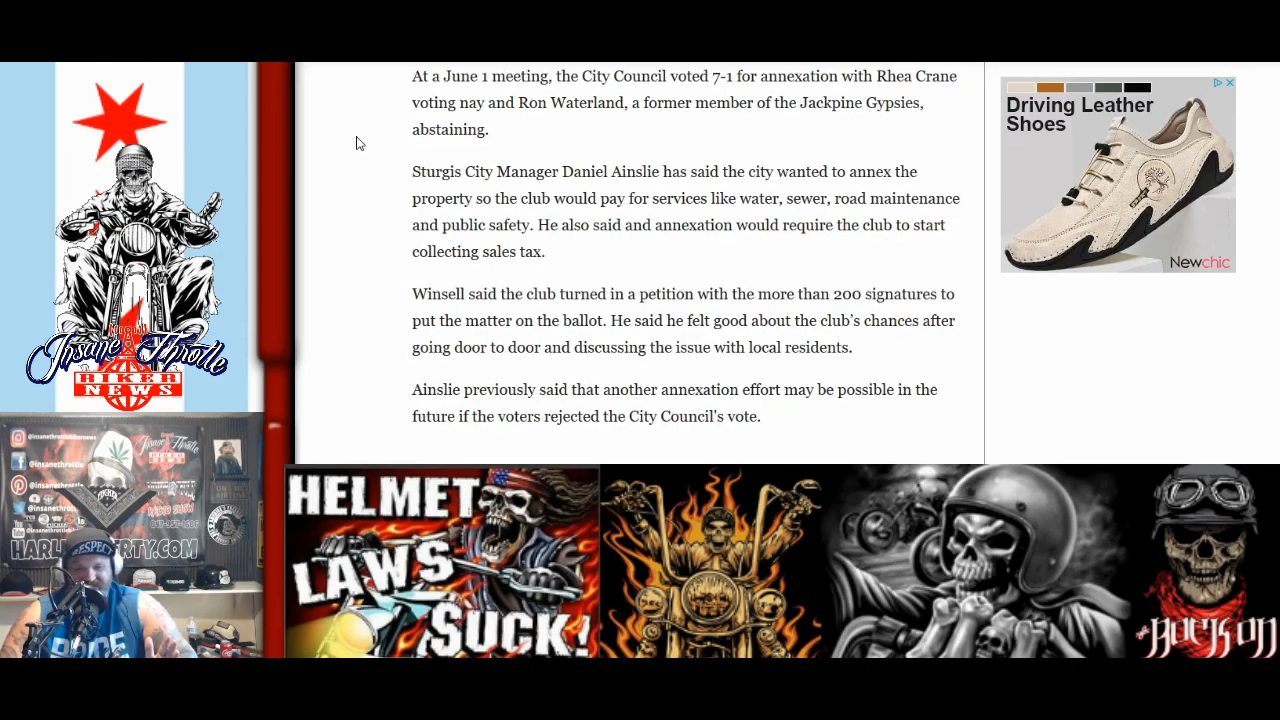 At a June 1 meeting, the City Council voted 7-1 for annexation with Rhea Crane
voting nay and Ron Waterland, a former member of the Jackpine Gypsies,
abstaining.
Sturgis City Manager Daniel Ainslie has said the city wanted to annex the
property so the club would pay for services like water, sewer, road maintenance
and public safety. He also said and annexation would require the club to start
collecting sales tax.
Winsell said the club turned in a petition with the more than 200 signatures to
put the matter on the ballot. He said he felt good about the club's chances after
going door to door and discussing the issue with local residents.
Ainslie previously said that another annexation effort may be possible in the
future if the voters rejected the City Council's vote.
Driving Leather
Shoes
Newchic
Insane Throttle
BIKER
NEWS
@insanethrottlebikernews
@insanethro
@insanethro
RESPECT
HELMET
LAWS
SUCK!
ROCK'S ON